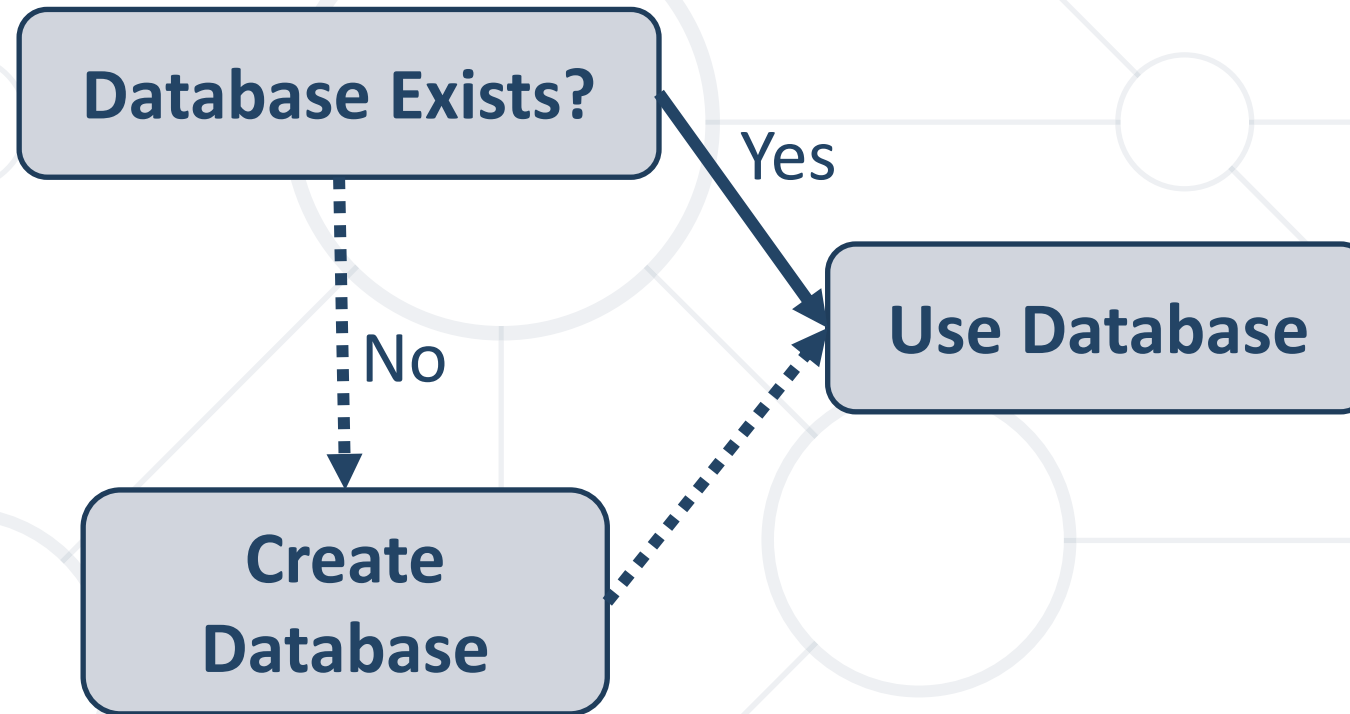 Database Exists?
Yes
Use Database
No
Create
Database